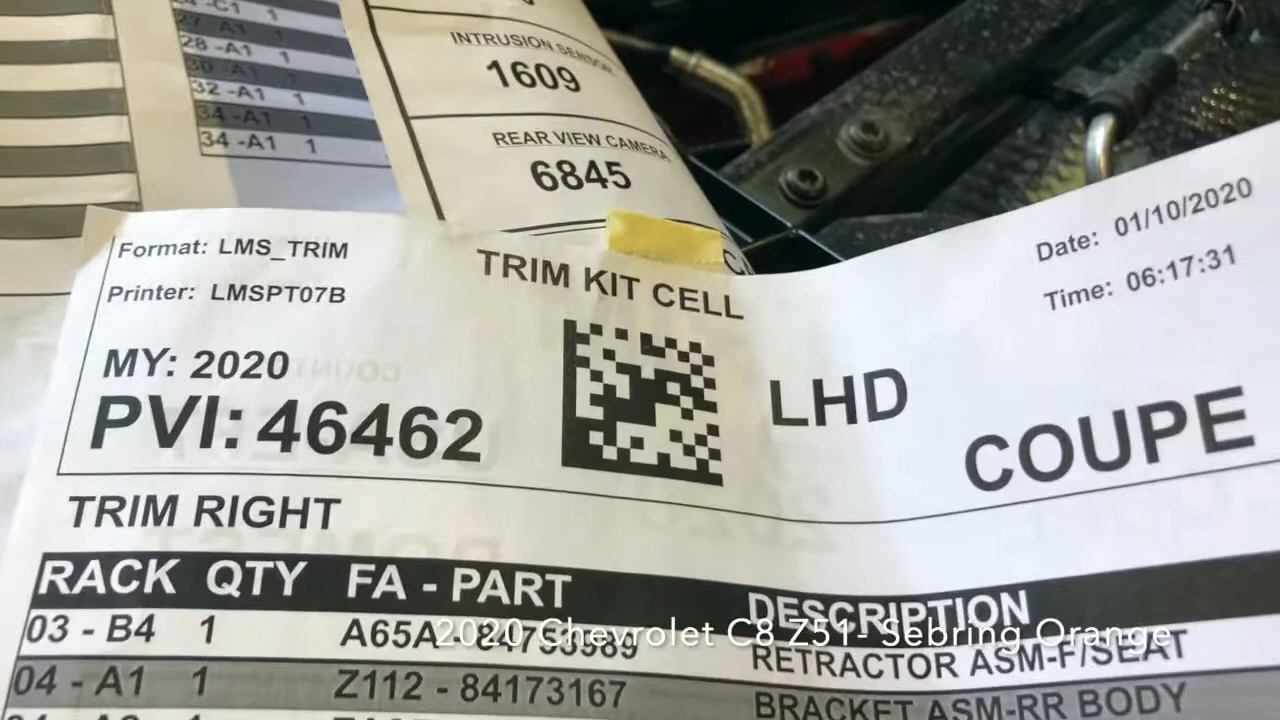 27 -A1 1
28 -A1 1
30 -A1 1
32 -A1 1
34 -A1 1
34 -A1 1
INTRUSION SENSOR
1609
REAR VIEW CAMERA
6845
Format: LMS_TRIM
Printer: LMSPT07B
TRIM KIT CELL
Date: 01/10/2020
Time: 06:17:31
MY: 2020
PVI: 46462
LHD
COUPE
TRIM RIGHT
RACK QTY FA - PART DESCRIPTION
03 - B4 1 A65A - 84753989 RETRACTOR ASM-F/SEAT
2020 Chevrolet C8 Z51- Sebring Orange
04 - A1 1 Z112 - 84173167 BRACKET ASM-RR BODY